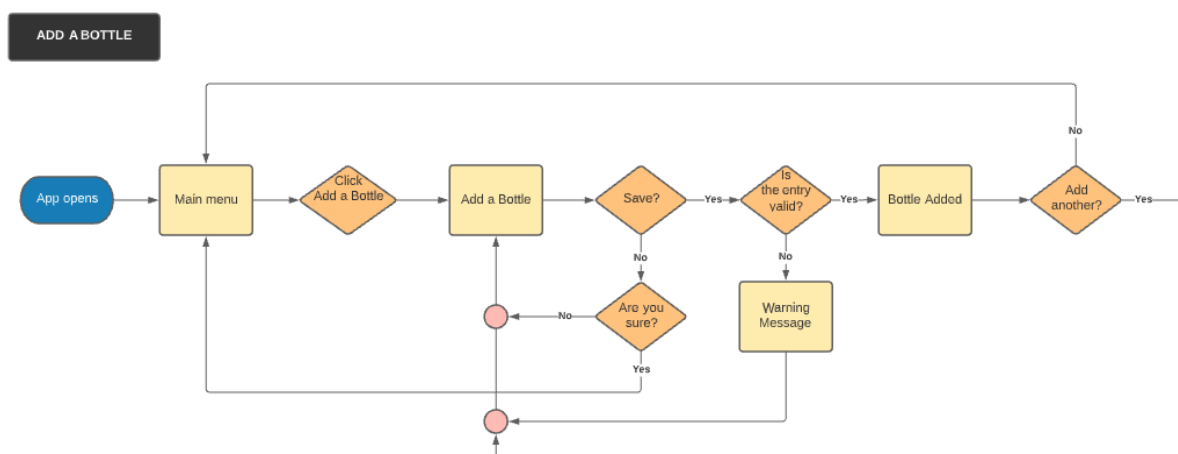 ADD A BOTTLE
No
App opens
Main menu
Click
Add a Bottle
Add a Bottle
Save?
Yes
Is
the entry
valid?
Yes
Bottle Added
Add
another?
Yes
No
No
Are you
sure?
No
Warning
Message
Yes